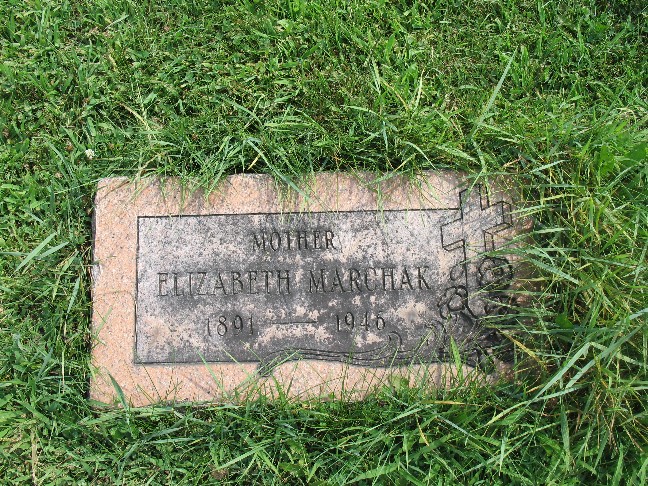 MOTHER
ELIZABETH MARCHAK
1891 — 1946